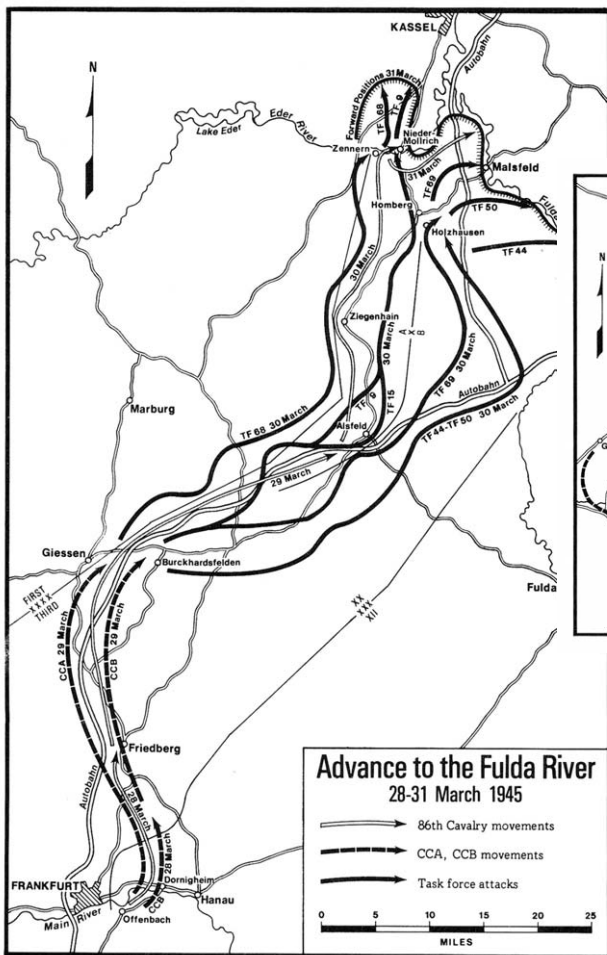 KASSEL
Autobahn
N
Forward Positions 31 March
TF 68
TF 9
Eder River
Lake Eder
Nieder-
Mollrich
Zennern
31 March
Malsfeld
TF69
Homberg
TF 50
Fulda
Holzhausen
TF 44
30 March
Ziegenhain
A
X
B
30 March
TF 69 30 March
Marburg
TF 9
TF 15
Autobahn
TF 68 30 March
Alsfeld
TF44-TF50 30 March
29 March
Giessen
Burckhardsfelden
FIRST
XXXX
THIRD
CCA 29 March
CCB 29 March
Fulda
XX
XXX
XII
Friedberg
Autobahn
28 March
28 March
CCB
FRANKFURT
Dornigheim
Hanau
Main River
Offenbach
N
G
Advance to the Fulda River
28-31 March 1945
86th Cavalry movements
CCA, CCB movements
Task force attacks
0 5 10 15 20 25
MILES